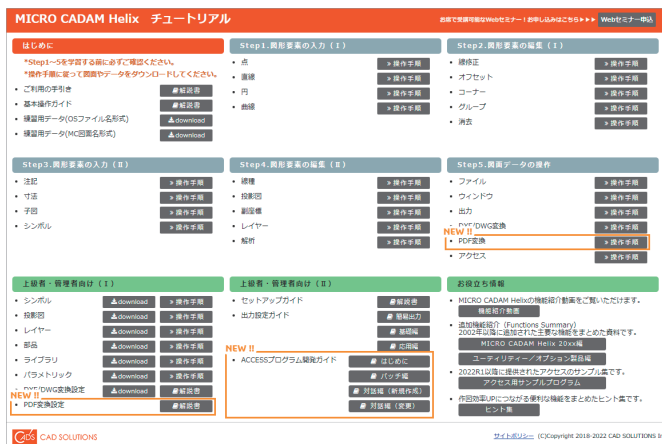 MICRO CADAM Helix チュートリアル
お席で受講可能なWebセミナー!お申し込みはこちら▶▶▶ Webセミナー申込
はじめに
*Step1~5を学習する前に必ずご確認ください。
*操作手順に従って図面やデータをダウンロードしてください。
・ ご利用の手引き 解説書
・ 基本操作ガイド 解説書
・ 練習用データ(OSファイル名形式) download
・ 練習用データ(MC図面名形式) download
Step1.図形要素の入力 (I)
・ 点 » 操作手順
・ 直線 » 操作手順
・ 円 » 操作手順
・ 曲線 » 操作手順
Step2.図形要素の編集 (I)
・ 線修正 » 操作手順
・ オフセット » 操作手順
・ コーナー » 操作手順
・ グループ » 操作手順
・ 消去 » 操作手順
Step3.図形要素の入力 (II)
・ 注記 » 操作手順
・ 寸法 » 操作手順
・ 子図 » 操作手順
・ シンボル » 操作手順
Step4.図形要素の編集 (II)
・ 線種 » 操作手順
・ 投影図 » 操作手順
・ 副座標 » 操作手順
・ レイヤー » 操作手順
・ 解析 » 操作手順
Step5.図面データの操作
・ ファイル » 操作手順
・ ウィンドウ » 操作手順
・ 出力 » 操作手順
・ DXF/DWG変換 » 操作手順
NEW !!
・ PDF変換 » 操作手順
・ アクセス » 操作手順
上級者・管理者向け (I)
・ シンボル download » 操作手順
・ 投影図 download » 操作手順
・ レイヤー download » 操作手順
・ 部品 download » 操作手順
・ ライブラリ download » 操作手順
・ パラメトリック download » 操作手順
・ DXF/DWG変換設定 解説書
NEW !!
・ PDF変換設定 解説書
上級者・管理者向け (II)
・ セットアップガイド 解説書
・ 出力設定ガイド 簡易出力
基礎編
応用編
NEW !!
・ ACCESSプログラム開発ガイド はじめに
バッチ編
対話編(新規作成)
対話編(変更)
お役立ち情報
・ MICRO CADAM Helixの機能紹介動画をご覧いただけます。
機能紹介動画
・ 追加機能紹介 (Functions Summary)
2002年以降に追加された主要な機能をまとめた資料です。
MICRO CADAM Helix 20xx編
ユーティリティー/オプション製品編
・ 2022R1以降に提供されたアクセスのサンプル集です。
アクセス用サンプルプログラム
・ 作図効率UPにつながる便利な機能をまとめたヒント集です。
ヒント集
CADS CAD SOLUTIONS
サイトポリシー (C)Copyright 2018-2022 CAD SOLUTIONS In